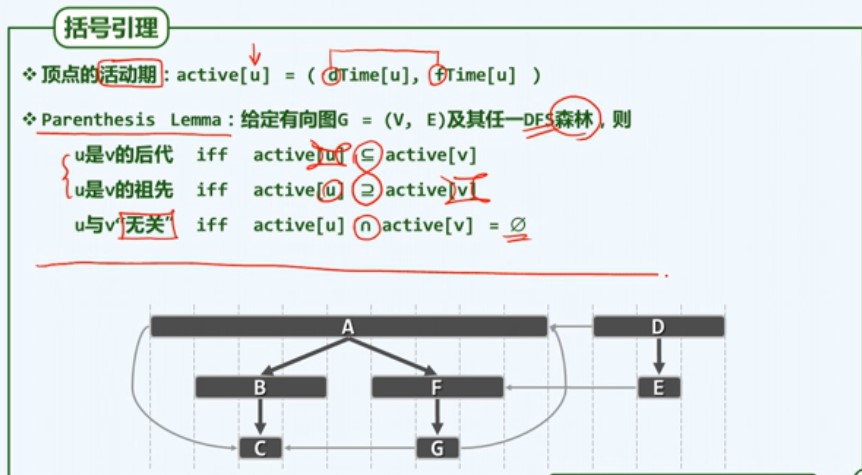 括号引理
❖ 顶点的活动期：active[u] = ( dTime[u], fTime[u] )
❖ Parenthesis Lemma：给定有向图G = (V, E)及其任一DFS森林，则
u是v的后代 iff active[u] ⊆ active[v]
u是v的祖先 iff active[u] ⊇ active[v]
u与v“无关” iff active[u] ∩ active[v] = ∅
A D
B F E
C G